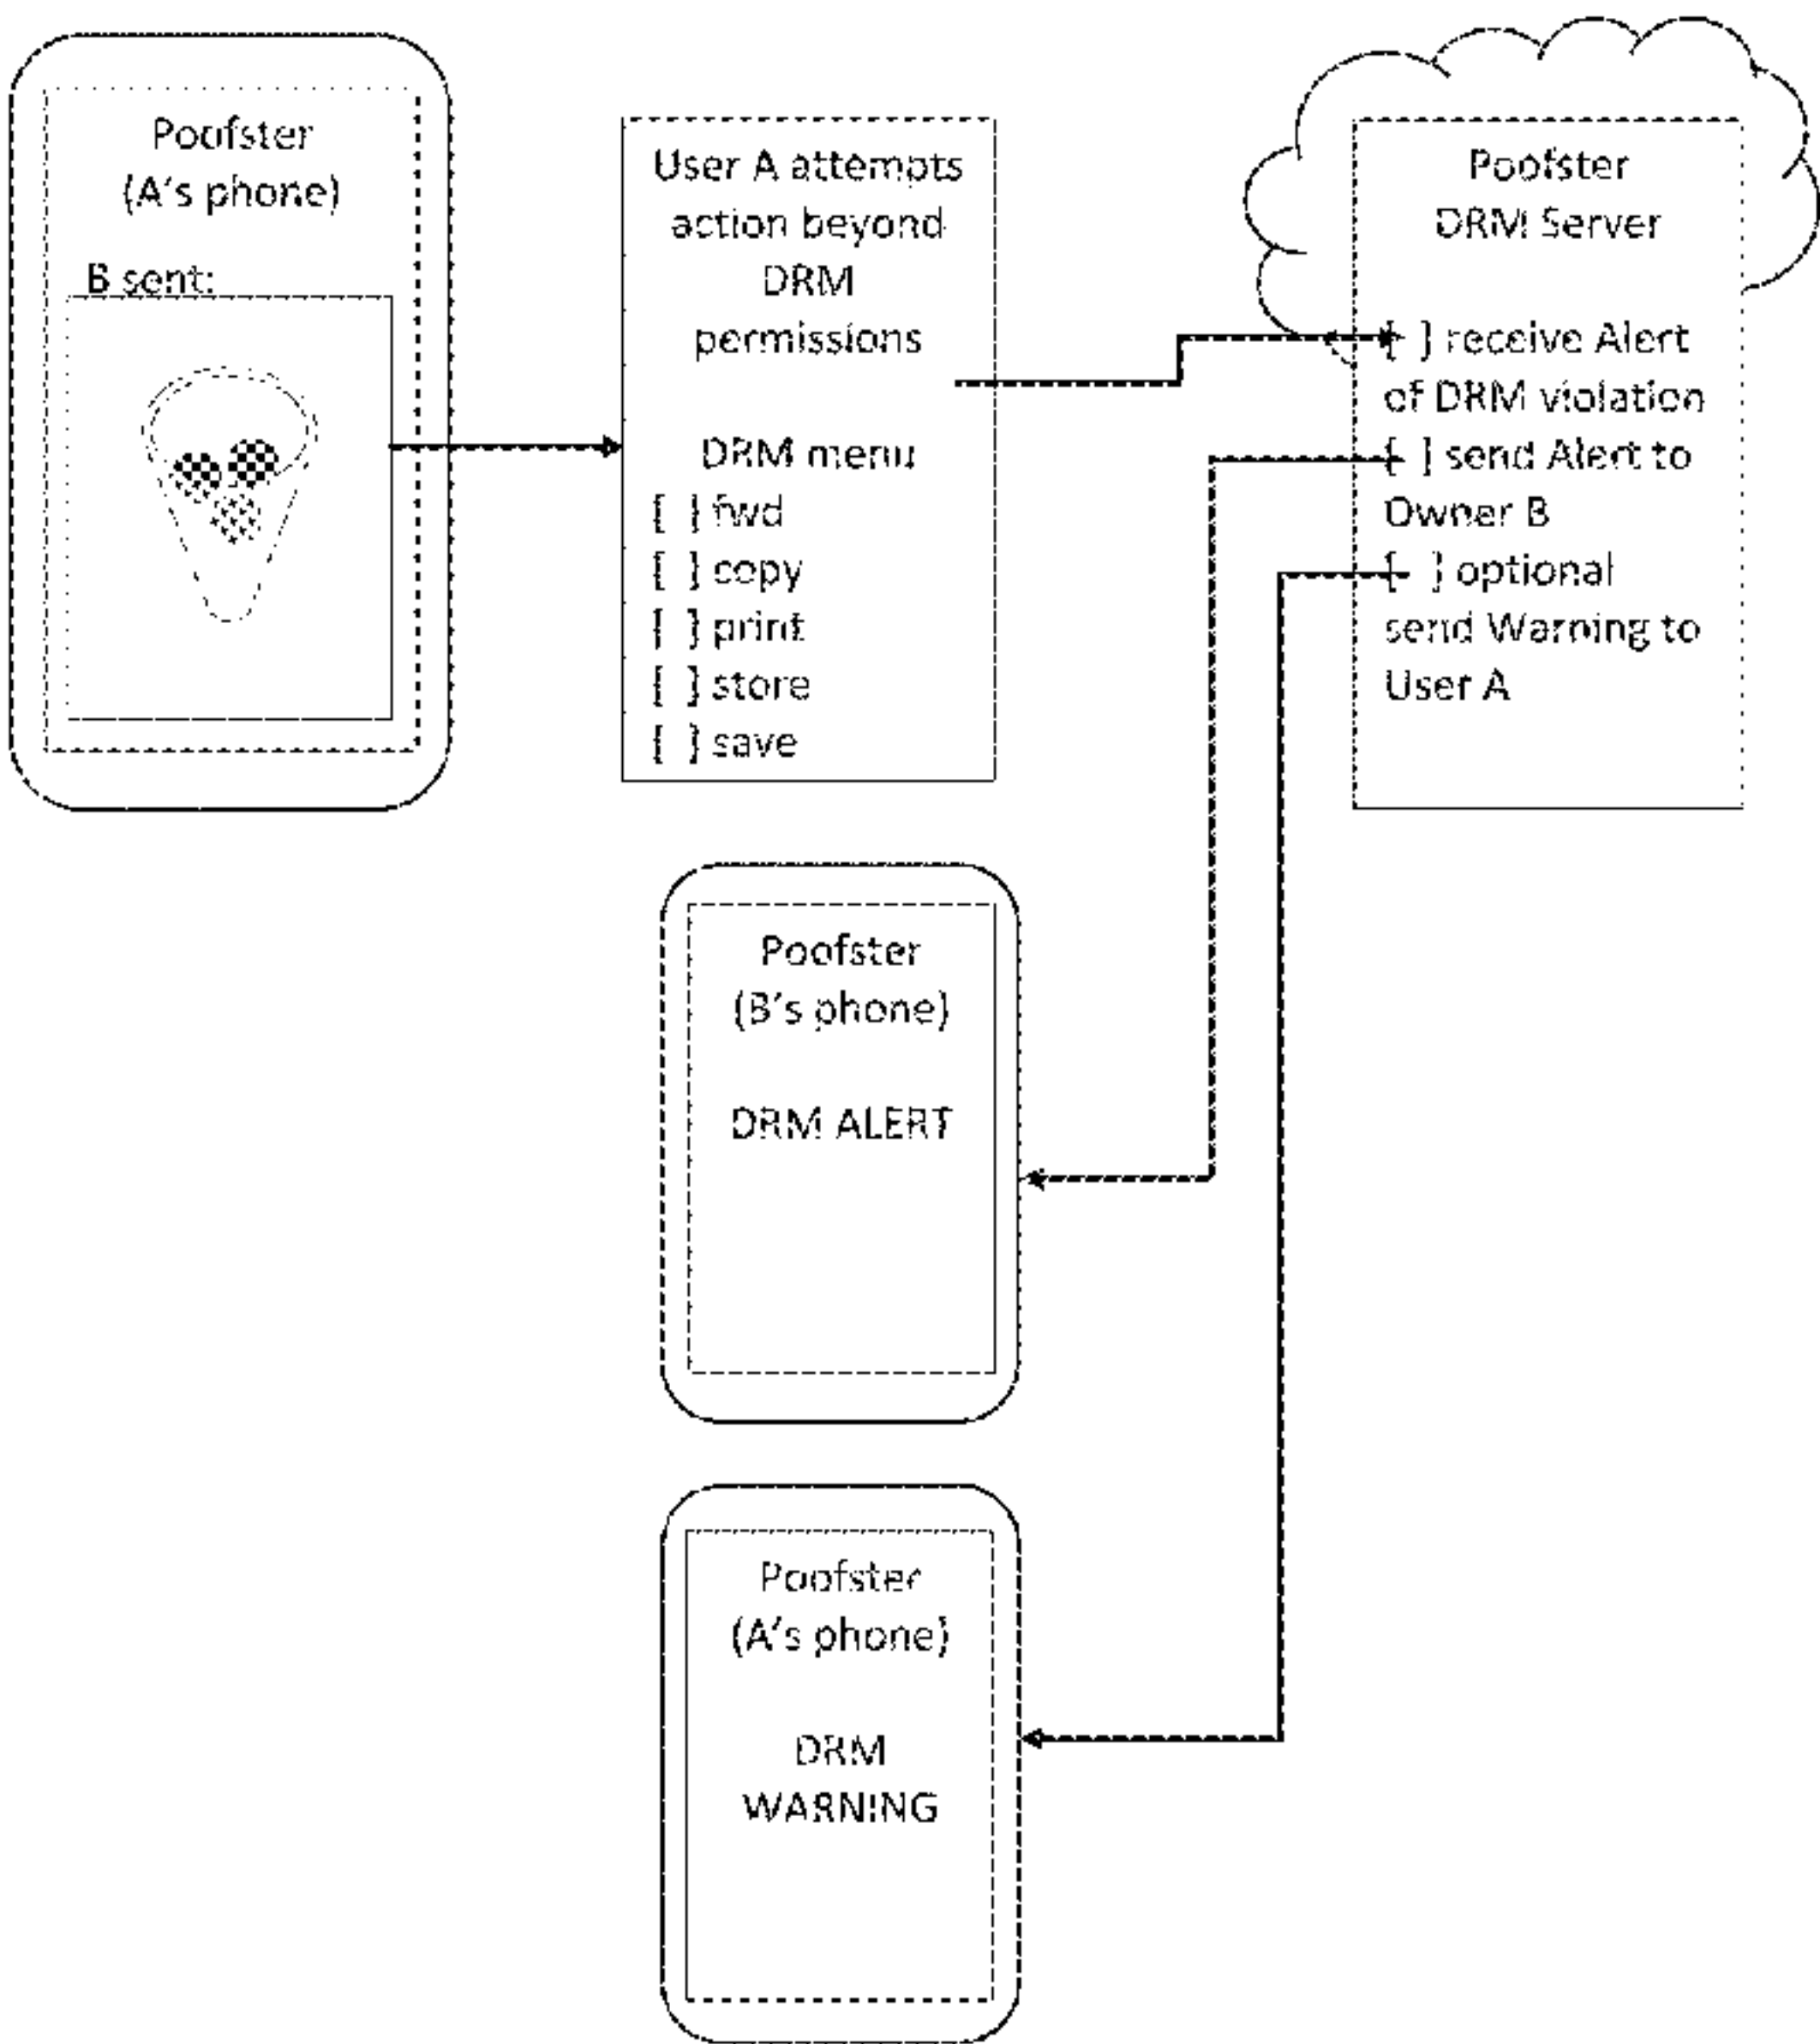 Poofster
(A's phone)
B sent:
User A attempts
action beyond
DRM
permissions
DRM menu
[ ] fwd
[ ] copy
[ ] print
[ ] store
[ ] save
Poofster
DRM Server
[ ] receive Alert
of DRM violation
[ ] send Alert to
Owner B
[ ] optional
send Warning to
User A
Poofster
(B's phone)
DRM ALERT
Poofster
(A's phone)
DRM
WARNING